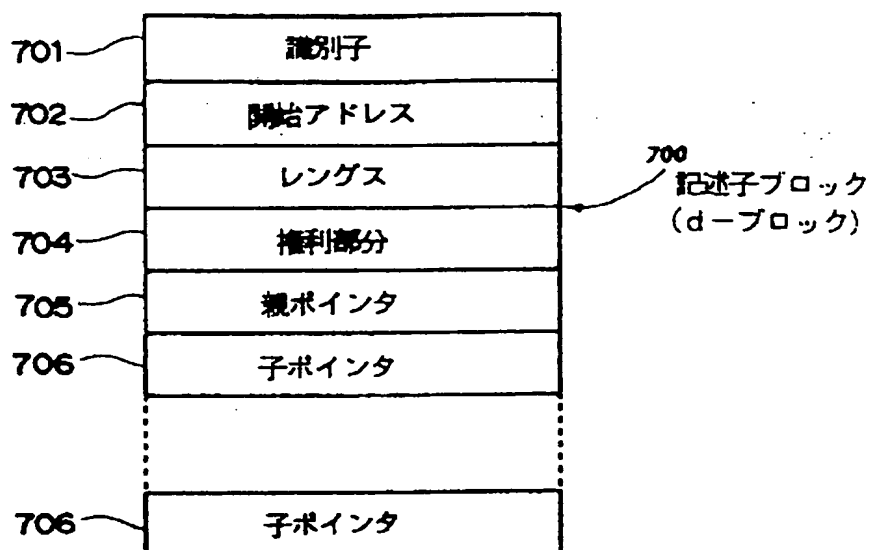 701 識別子
702 開始アドレス
703 レングス
704 権利部分
705 親ポインタ
706 子ポインタ
706 子ポインタ
700
記述子ブロック
(d-ブロック)